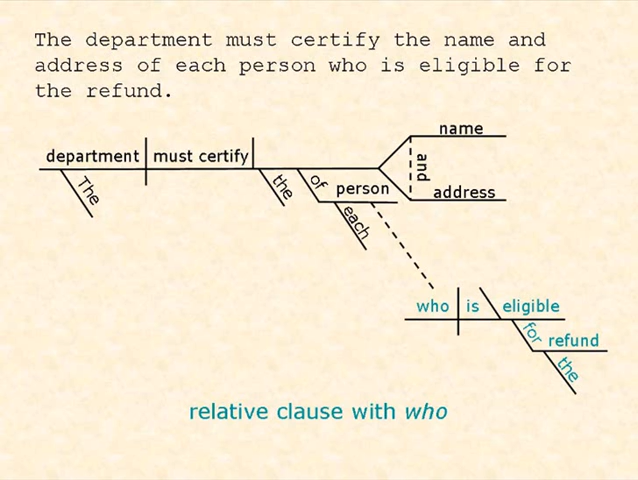 The department must certify the name and
address of each person who is eligible for
the refund.
name
department must certify
and
The
the
of
person
address
each
who is eligible
for
refund
the
relative clause with who